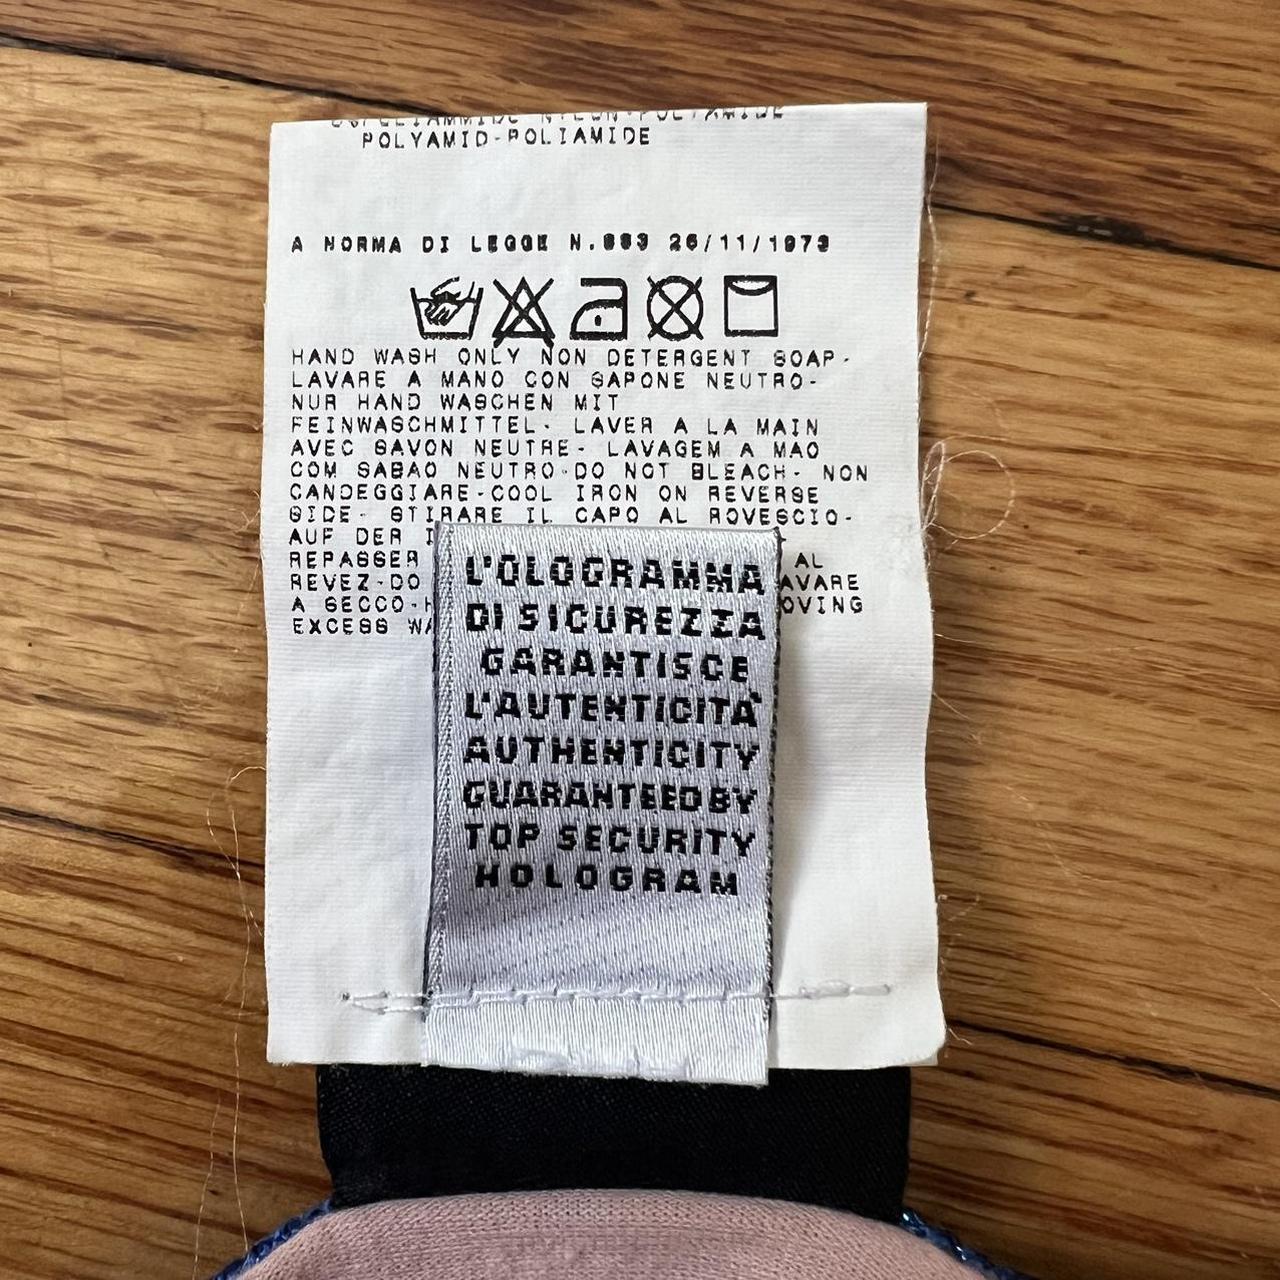 POLYAMID-POLIAMIDE
A NORMA DI LEGGE N.883 26/11/1973
HAND WASH ONLY NON DETERGENT SOAP-
LAVARE A MANO CON SAPONE NEUTRO-
NUR HAND WASCHEN MIT
FEINWASCHMITTEL- LAVER A LA MAIN
AVEC SAVON NEUTRE- LAVAGEM A MAO
COM SABAO NEUTRO-DO NOT BLEACH- NON
CANDEGGIARE-COOL IRON ON REVERSE
SIDE- STIRARE IL CAPO AL ROVESCIO-
AUF DER
REPASSER AL
REVEZ-DO AVARE
A SECCO- OVING
EXCESS
L'OLOGRAMMA
DI SICUREZZA
GARANTISCE
L'AUTENTICITÀ
AUTHENTICITY
GUARANTEED BY
TOP SECURITY
HOLOGRAM